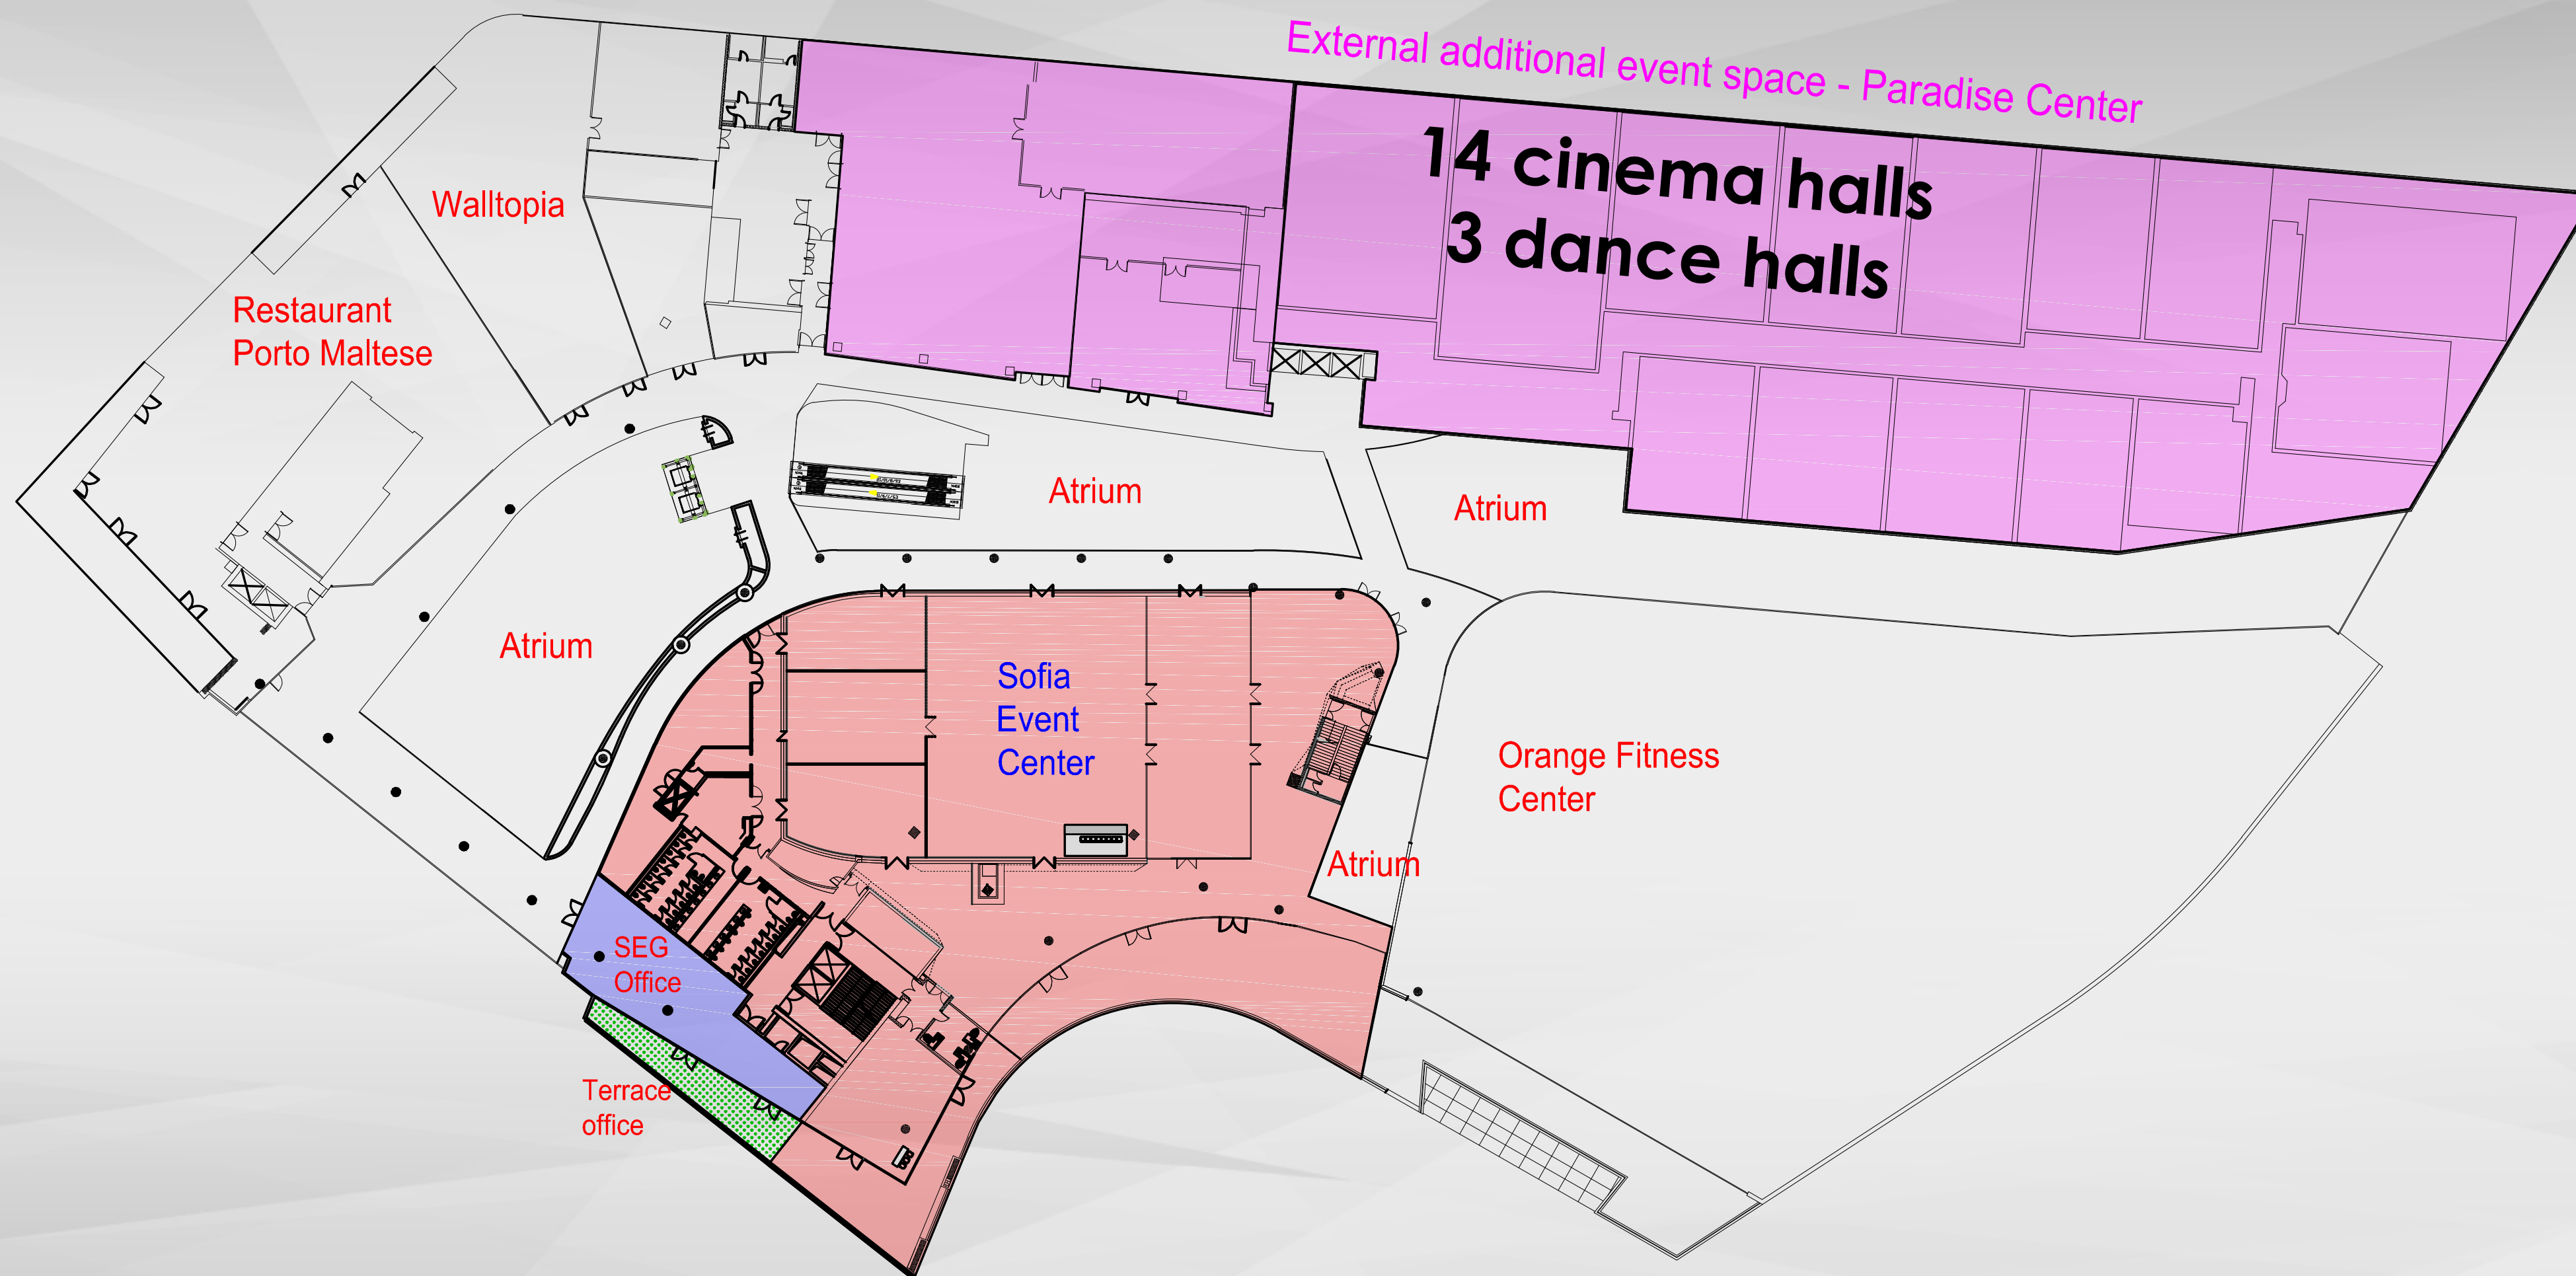 External additional event space - Paradise Center
14 cinema halls
3 dance halls
Walltopia
Restaurant
Porto Maltese
Atrium
Atrium
Atrium
Sofia
Event
Center
Orange Fitness
Center
Atrium
SEG
Office
Terrace
office